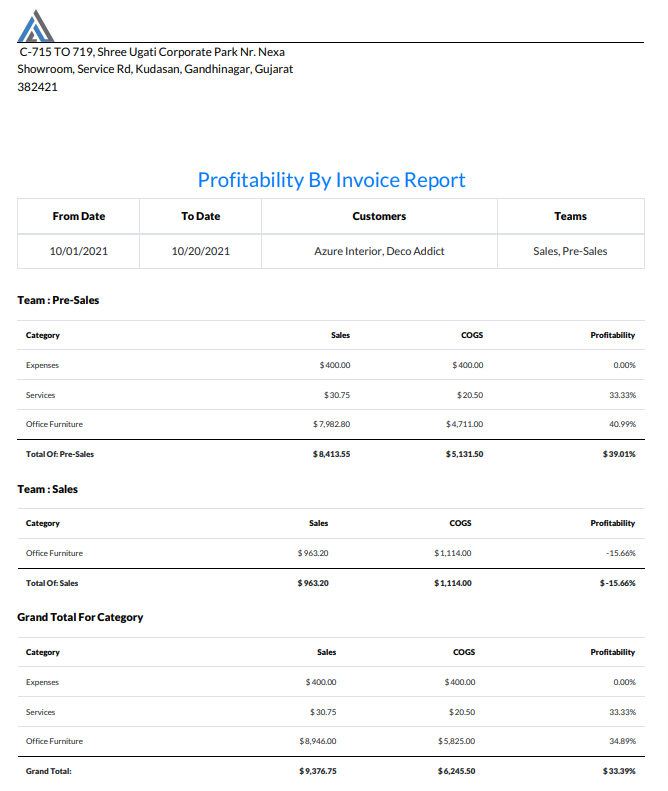 C-715 TO 719, Shree Ugati Corporate Park Nr. Nexa
Showroom, Service Rd, Kudasan, Gandhinagar, Gujarat
382421
Profitability By Invoice Report
From Date To Date Customers Teams
10/01/2021 10/20/2021 Azure Interior, Deco Addict Sales, Pre-Sales
Team : Pre-Sales
Category Sales COGS Profitability
Expenses $ 400.00 $ 400.00 0.00%
Services $ 30.75 $ 20.50 33.33%
Office Furniture $ 7,982.80 $ 4,711.00 40.99%
Total Of: Pre-Sales $ 8,413.55 $ 5,131.50 $ 39.01%
Team : Sales
Category Sales COGS Profitability
Office Furniture $ 963.20 $ 1,114.00 -15.66%
Total Of: Sales $ 963.20 $ 1,114.00 $ -15.66%
Grand Total For Category
Category Sales COGS Profitability
Expenses $ 400.00 $ 400.00 0.00%
Services $ 30.75 $ 20.50 33.33%
Office Furniture $ 8,946.00 $ 5,825.00 34.89%
Grand Total: $ 9,376.75 $ 6,245.50 $ 33.39%